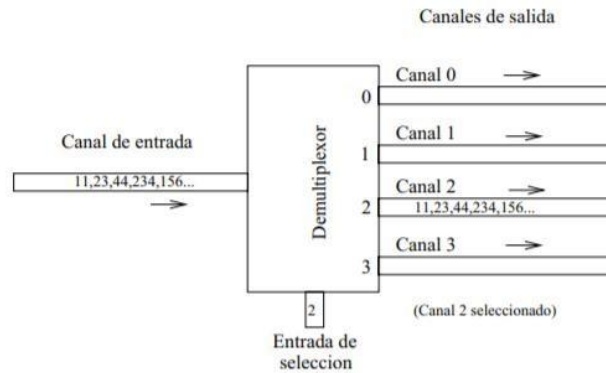 Canales de salida
Canal 0
0
Canal de entrada
Canal 1
11,23,44,234,156...
1
Demultiplexor
Canal 2
2
11,23,44,234,156...
Canal 3
3
2
(Canal 2 seleccionado)
Entrada de
seleccion